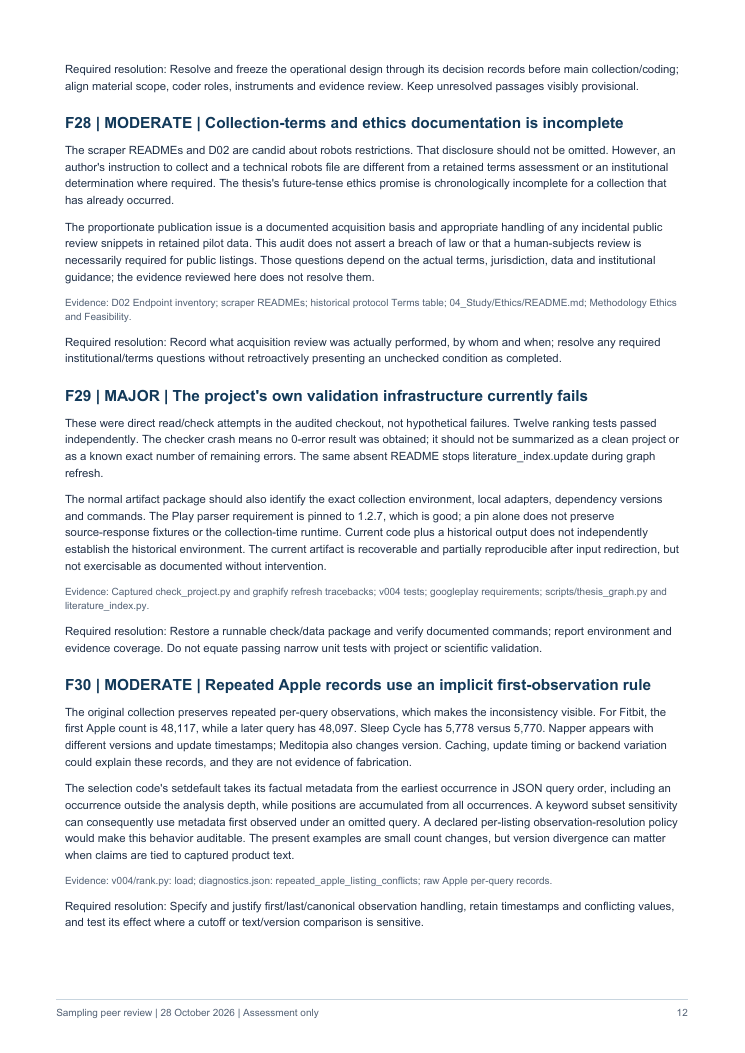 Required resolution: Resolve and freeze the operational design through its decision records before main collection/coding;
align material scope, coder roles, instruments and evidence review. Keep unresolved passages visibly provisional.
F28 | MODERATE | Collection-terms and ethics documentation is incomplete
The scraper READMEs and D02 are candid about robots restrictions. That disclosure should not be omitted. However, an
author's instruction to collect and a technical robots file are different from a retained terms assessment or an institutional
determination where required. The thesis's future-tense ethics promise is chronologically incomplete for a collection that
has already occurred.
The proportionate publication issue is a documented acquisition basis and appropriate handling of any incidental public
review snippets in retained pilot data. This audit does not assert a breach of law or that a human-subjects review is
necessarily required for public listings. Those questions depend on the actual terms, jurisdiction, data and institutional
guidance; the evidence reviewed here does not resolve them.
Evidence: D02 Endpoint inventory; scraper READMEs; historical protocol Terms table; 04_Study/Ethics/README.md; Methodology Ethics
and Feasibility.
Required resolution: Record what acquisition review was actually performed, by whom and when; resolve any required
institutional/terms questions without retroactively presenting an unchecked condition as completed.
F29 | MAJOR | The project's own validation infrastructure currently fails
These were direct read/check attempts in the audited checkout, not hypothetical failures. Twelve ranking tests passed
independently. The checker crash means no 0-error result was obtained; it should not be summarized as a clean project or
as a known exact number of remaining errors. The same absent README stops literature_index.update during graph
refresh.
The normal artifact package should also identify the exact collection environment, local adapters, dependency versions
and commands. The Play parser requirement is pinned to 1.2.7, which is good; a pin alone does not preserve
source-response fixtures or the collection-time runtime. Current code plus a historical output does not independently
establish the historical environment. The current artifact is recoverable and partially reproducible after input redirection, but
not exercisable as documented without intervention.
Evidence: Captured check_project.py and graphify refresh tracebacks; v004 tests; googleplay requirements; scripts/thesis_graph.py and
literature_index.py.
Required resolution: Restore a runnable check/data package and verify documented commands; report environment and
evidence coverage. Do not equate passing narrow unit tests with project or scientific validation.
F30 | MODERATE | Repeated Apple records use an implicit first-observation rule
The original collection preserves repeated per-query observations, which makes the inconsistency visible. For Fitbit, the
first Apple count is 48,117, while a later query has 48,097. Sleep Cycle has 5,778 versus 5,770. Napper appears with
different versions and update timestamps; Meditopia also changes version. Caching, update timing or backend variation
could explain these records, and they are not evidence of fabrication.
The selection code's setdefault takes its factual metadata from the earliest occurrence in JSON query order, including an
occurrence outside the analysis depth, while positions are accumulated from all occurrences. A keyword subset sensitivity
can consequently use metadata first observed under an omitted query. A declared per-listing observation-resolution policy
would make this behavior auditable. The present examples are small count changes, but version divergence can matter
when claims are tied to captured product text.
Evidence: v004/rank.py: load; diagnostics.json: repeated_apple_listing_conflicts; raw Apple per-query records.
Required resolution: Specify and justify first/last/canonical observation handling, retain timestamps and conflicting values,
and test its effect where a cutoff or text/version comparison is sensitive.
Sampling peer review | 28 October 2026 | Assessment only
12